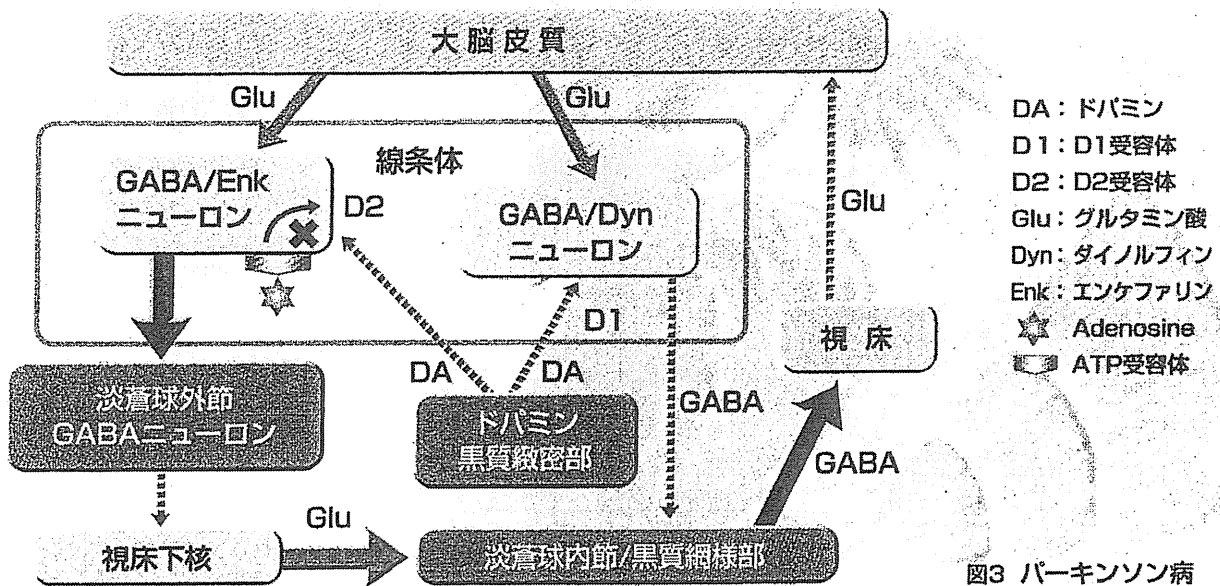 大脳皮質
Glu
Glu
線条体
GABA/Enk
ニューロン
D2
GABA/Dyn
ニューロン
Glu
D1
視床
DA
DA
GABA
淡蒼球外節
GABAニューロン
ドパミン
黒質緻密部
GABA
Glu
視床下核
淡蒼球内節/黒質網様部
DA：ドパミン
D1：D1受容体
D2：D2受容体
Glu：グルタミン酸
Dyn：ダイノルフィン
Enk：エンケファリン
Adenosine
ATP受容体
図3 パーキンソン病